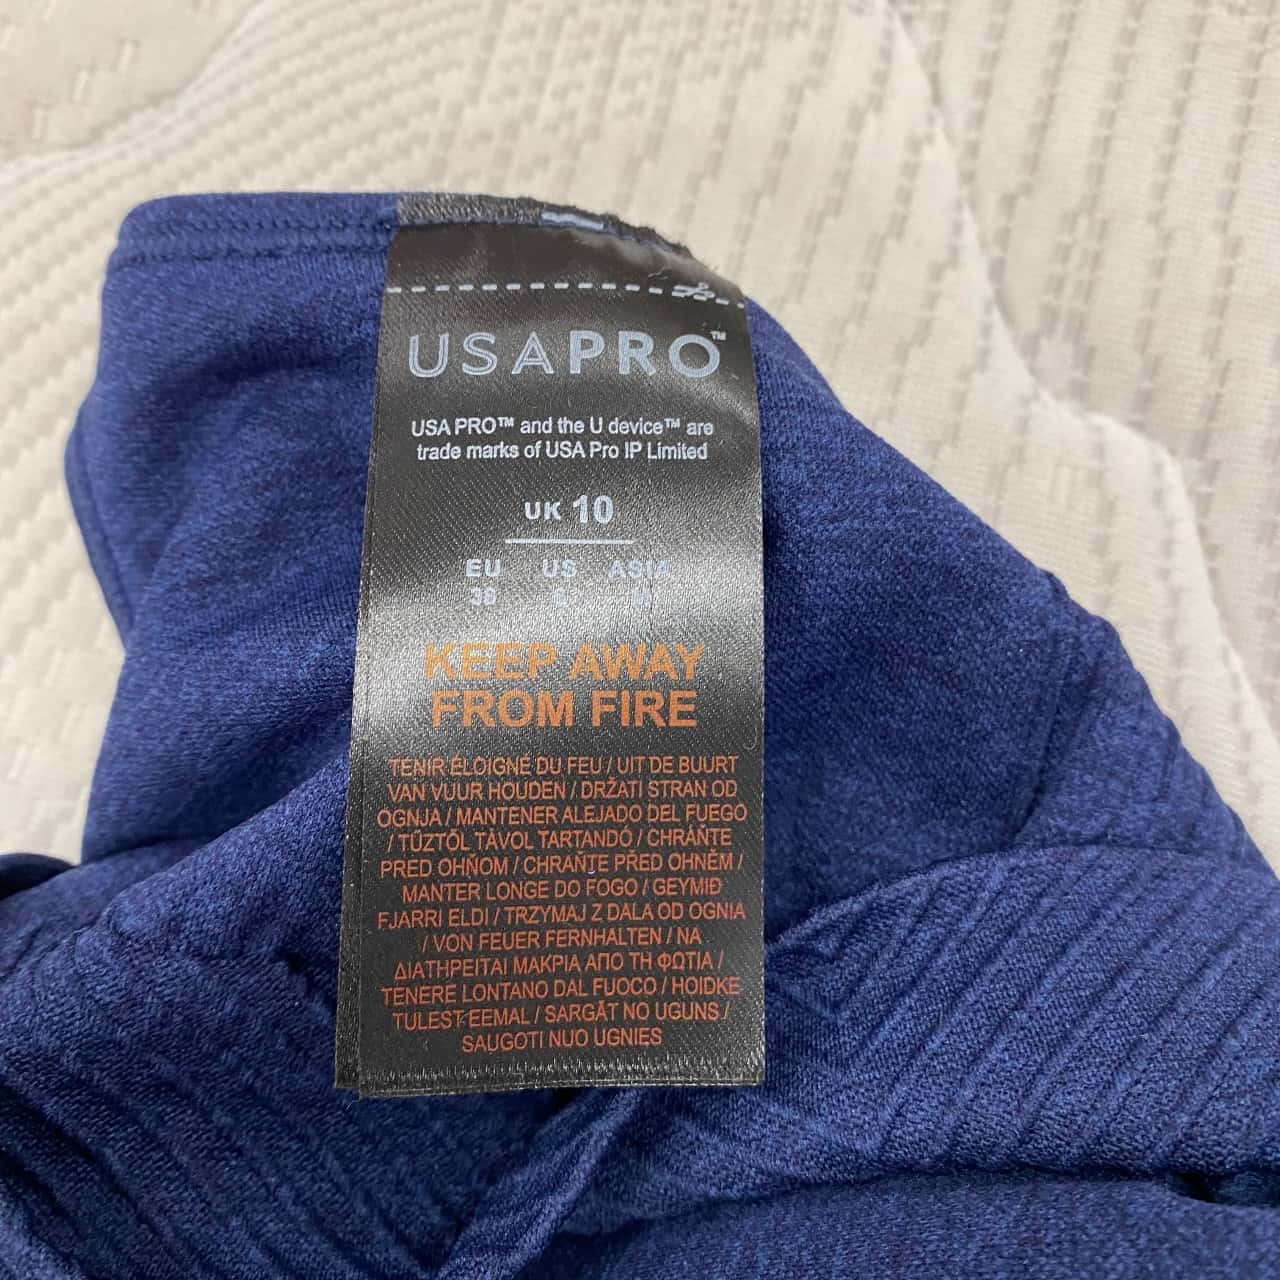 USAPRO™
USA PRO™ and the U device™ are
trade marks of USA Pro IP Limited
UK 10
EU US ASIA
38
KEEP AWAY
FROM FIRE
TENIR ÉLOIGNÉ DU FEU / UIT DE BUURT
VAN VUUR HOUDEN / DRŽATI STRAN OD
OGNJA / MANTENER ALEJADO DEL FUEGO
/ TŰZTŐL TÁVOL TARTANDÓ / CHRÁŇTE
PRED OHŇOM / CHRAŇTE PŘED OHNĚM /
MANTER LONGE DO FOGO / GEYMIÐ
FJARRI ELDI / TRZYMAJ Z DALA OD OGNIA
/ VON FEUER FERNHALTEN / NA
ΔΙΑΤΗΡΕΙΤΑΙ ΜΑΚΡΙΑ ΑΠΟ ΤΗ ΦΩΤΙΑ /
TENERE LONTANO DAL FUOCO / HOIDKE
TULEST EEMAL / SARGĀT NO UGUNS /
SAUGOTI NUO UGNIES